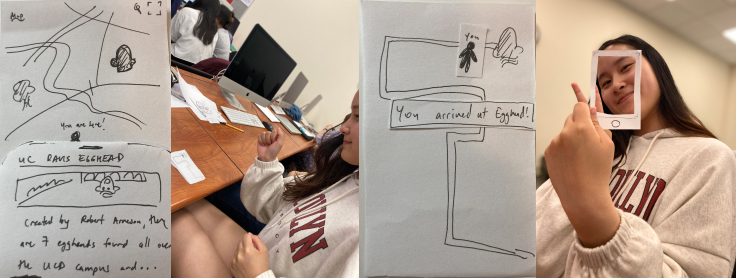 You are here!
UC DAVIS EGGHEAD
Created by Robert Arneson, there
are 7 eggheads found all over
the UCD campus and...
you
You arrived at Egghead!